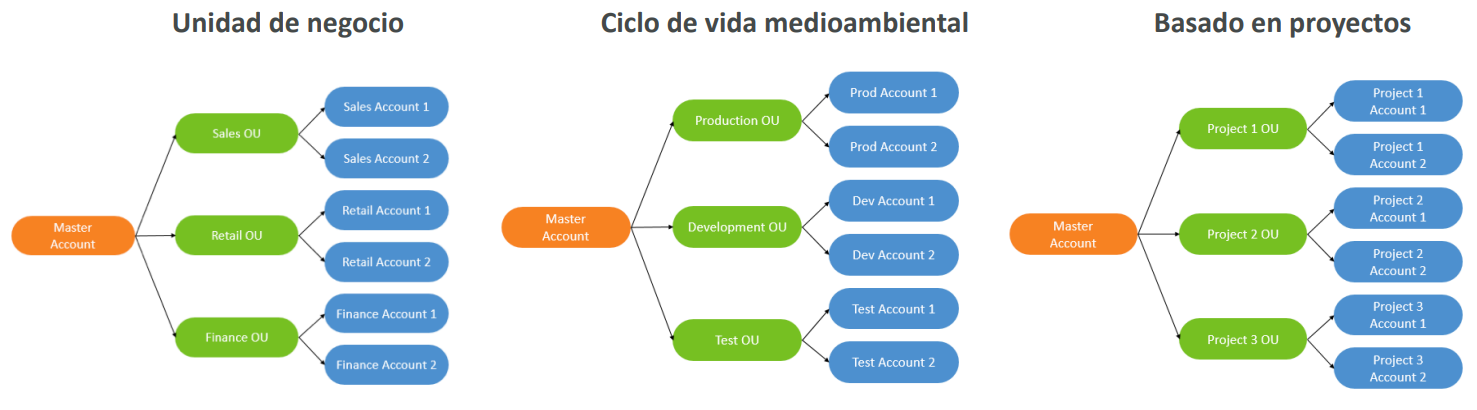 Unidad de negocio
Master
Account
Sales OU
Sales Account 1
Sales Account 2
Retail OU
Retail Account 1
Retail Account 2
Finance OU
Finance Account 1
Finance Account 2
Ciclo de vida medioambiental
Master
Account
Production OU
Prod Account 1
Prod Account 2
Development OU
Dev Account 1
Dev Account 2
Test OU
Test Account 1
Test Account 2
Basado en proyectos
Master
Account
Project 1 OU
Project 1
Account 1
Project 1
Account 2
Project 2 OU
Project 2
Account 1
Project 2
Account 2
Project 3 OU
Project 3
Account 1
Project 3
Account 2